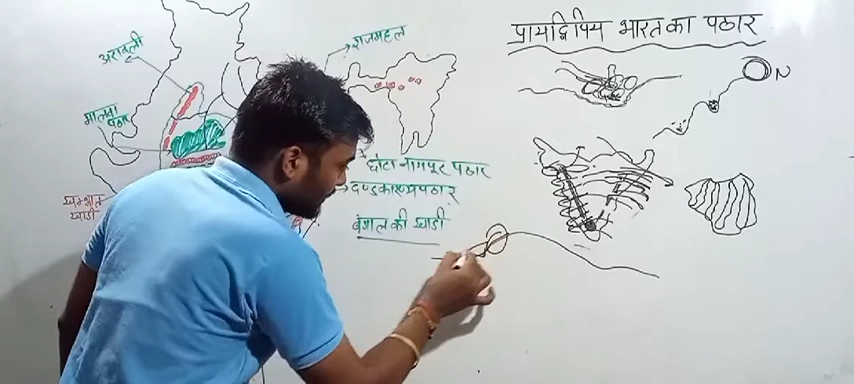 प्रायद्विपिय भारत का पठार
राजमहल
अरावली
N
मालवा
पठार
छोटा नागपुर पठार
दण्डकारण्य पठार
खम्भात
खाडी
बंगाल की खाडी